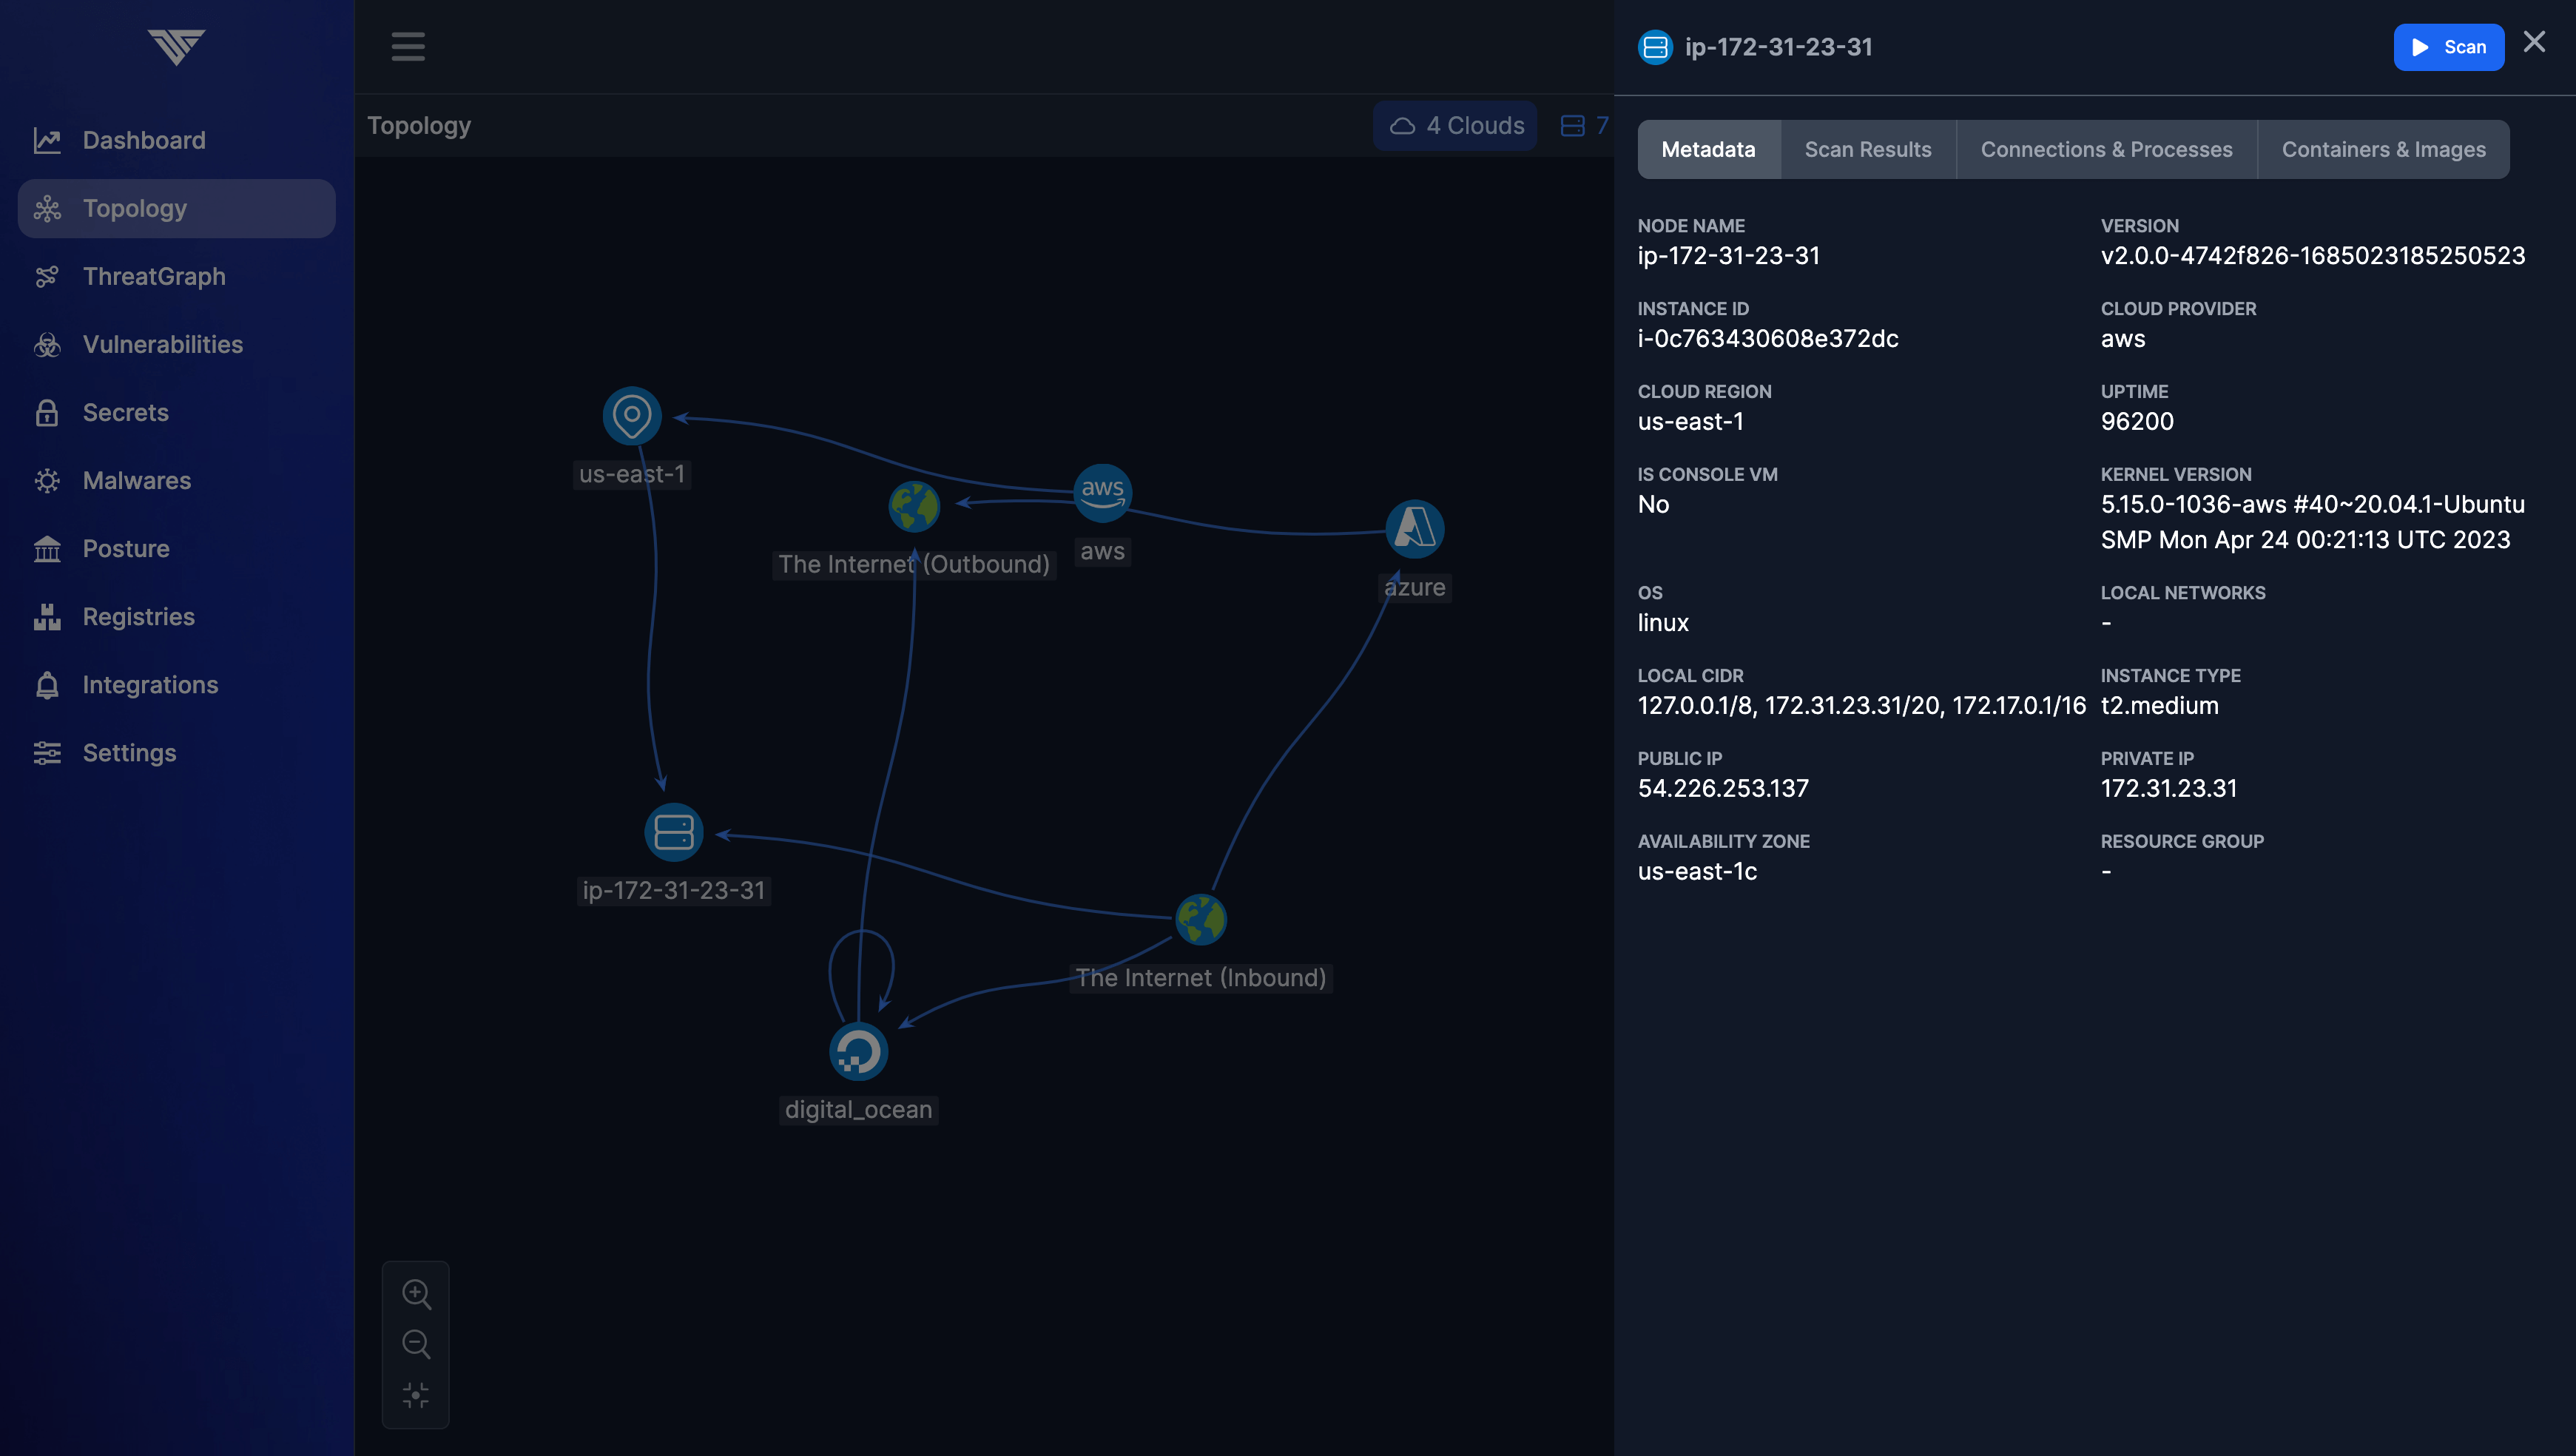 Dashboard
Topology
ThreatGraph
Vulnerabilities
Secrets
Malwares
Posture
Registries
Integrations
Settings
Topology
4 Clouds
7
us-east-1
aws
The Internet (Outbound)
aws
azure
ip-172-31-23-31
The Internet (Inbound)
digital_ocean
ip-172-31-23-31
Scan
Metadata
Scan Results
Connections & Processes
Containers & Images
NODE NAME
ip-172-31-23-31
VERSION
v2.0.0-4742f826-1685023185250523
INSTANCE ID
i-0c763430608e372dc
CLOUD PROVIDER
aws
CLOUD REGION
us-east-1
UPTIME
96200
IS CONSOLE VM
No
KERNEL VERSION
5.15.0-1036-aws #40~20.04.1-Ubuntu
SMP Mon Apr 24 00:21:13 UTC 2023
OS
linux
LOCAL NETWORKS
-
LOCAL CIDR
127.0.0.1/8, 172.31.23.31/20, 172.17.0.1/16
INSTANCE TYPE
t2.medium
PUBLIC IP
54.226.253.137
PRIVATE IP
172.31.23.31
AVAILABILITY ZONE
us-east-1c
RESOURCE GROUP
-